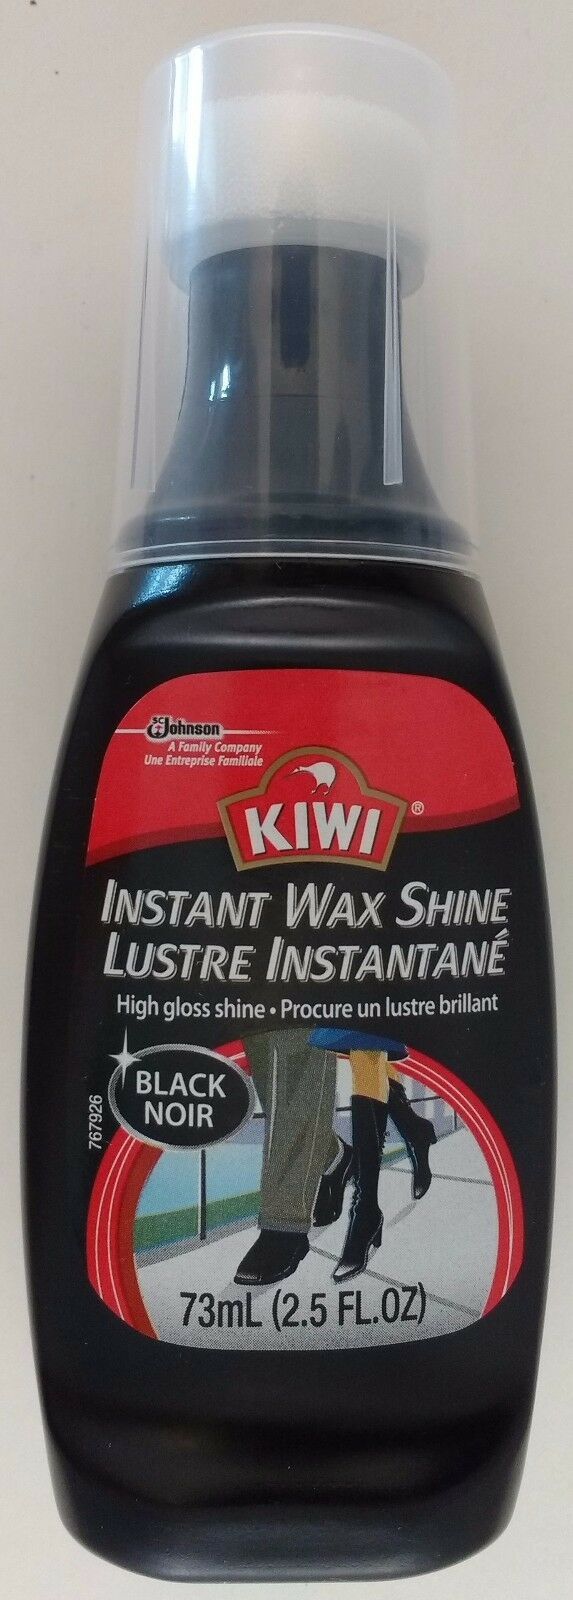 SC Johnson
A Family Company
Une Entreprise Familiale
KIWI ®
INSTANT WAX SHINE
LUSTRE INSTANTANÉ
High gloss shine • Procure un lustre brillant
BLACK
NOIR
767926
73mL (2.5 FL.OZ)